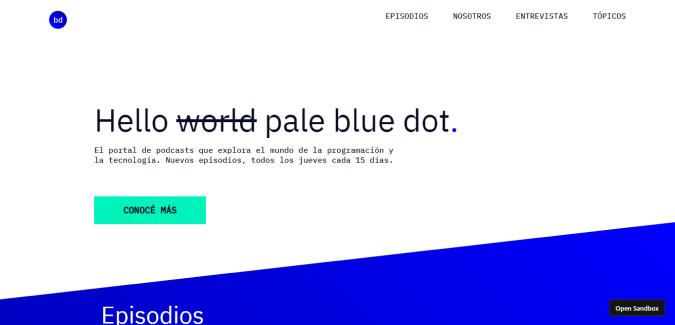 bd
EPISODIOS NOSOTROS ENTREVISTAS TÓPICOS
Hello world pale blue dot.
El portal de podcasts que explora el mundo de la programación y
la tecnología. Nuevos episodios, todos los jueves cada 15 días.
CONOCÉ MÁS
Episodios
Open Sandbox